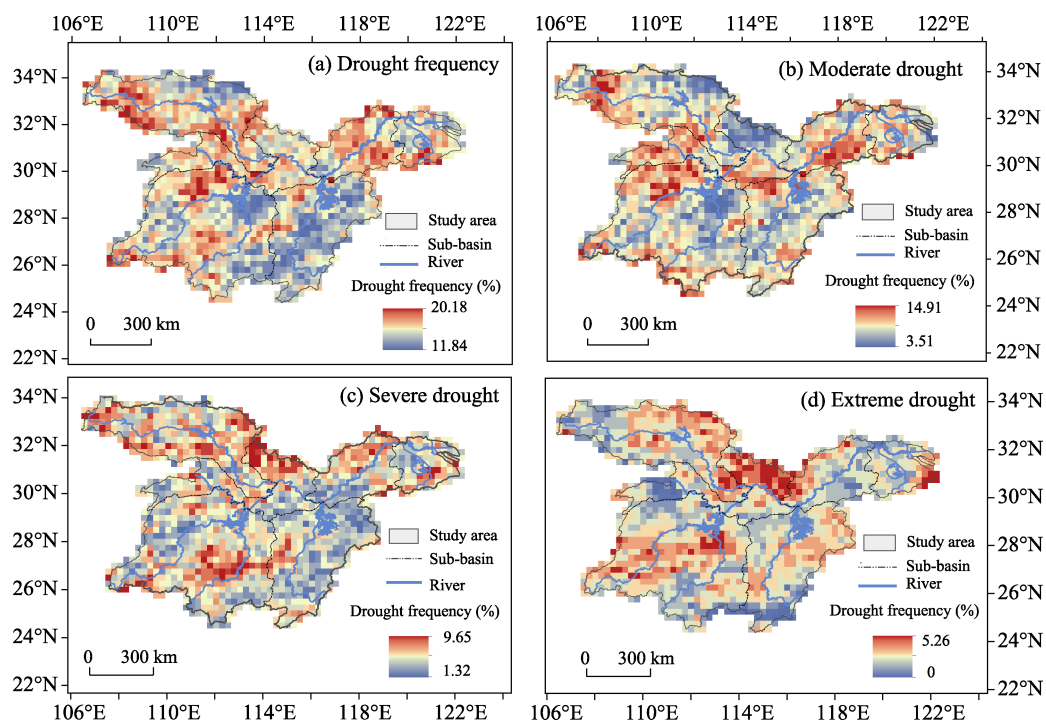 106°E 110°E 114°E 118°E 122°E 106°E 110°E 114°E 118°E 122°E
(a) Drought frequency
34°N
32°N
30°N
28°N
26°N
24°N
22°N
Study area
Sub-basin
River
Drought frequency (%)
20.18
11.84
0 300 km
(b) Moderate drought
34°N
32°N
30°N
28°N
26°N
24°N
22°N
Study area
Sub-basin
River
Drought frequency (%)
14.91
3.51
0 300 km
(c) Severe drought
34°N
32°N
30°N
28°N
26°N
24°N
22°N
Study area
Sub-basin
River
Drought frequency (%)
9.65
1.32
0 300 km
(d) Extreme drought
34°N
32°N
30°N
28°N
26°N
24°N
22°N
Study area
Sub-basin
River
Drought frequency (%)
5.26
0
0 300 km
106°E 110°E 114°E 118°E 122°E 106°E 110°E 114°E 118°E 122°E